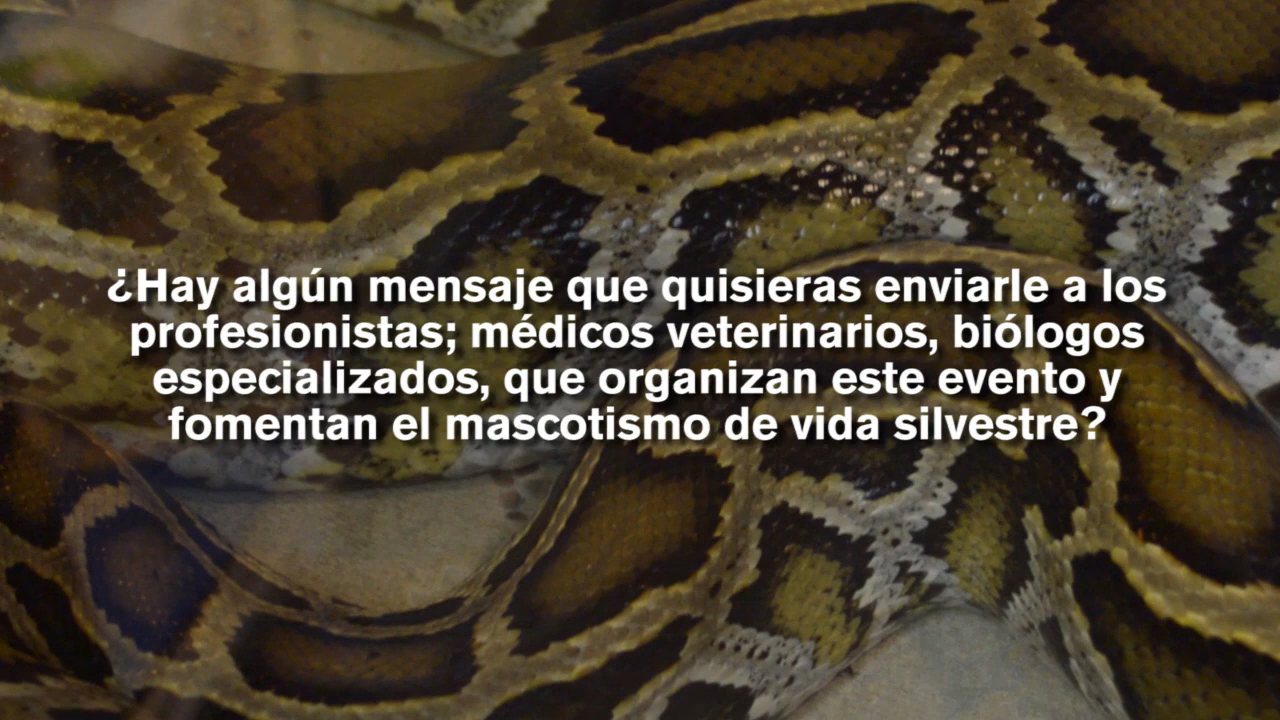 ¿Hay algún mensaje que quisieras enviarle a los
profesionistas; médicos veterinarios, biólogos
especializados, que organizan este evento y
fomentan el mascotismo de vida silvestre?